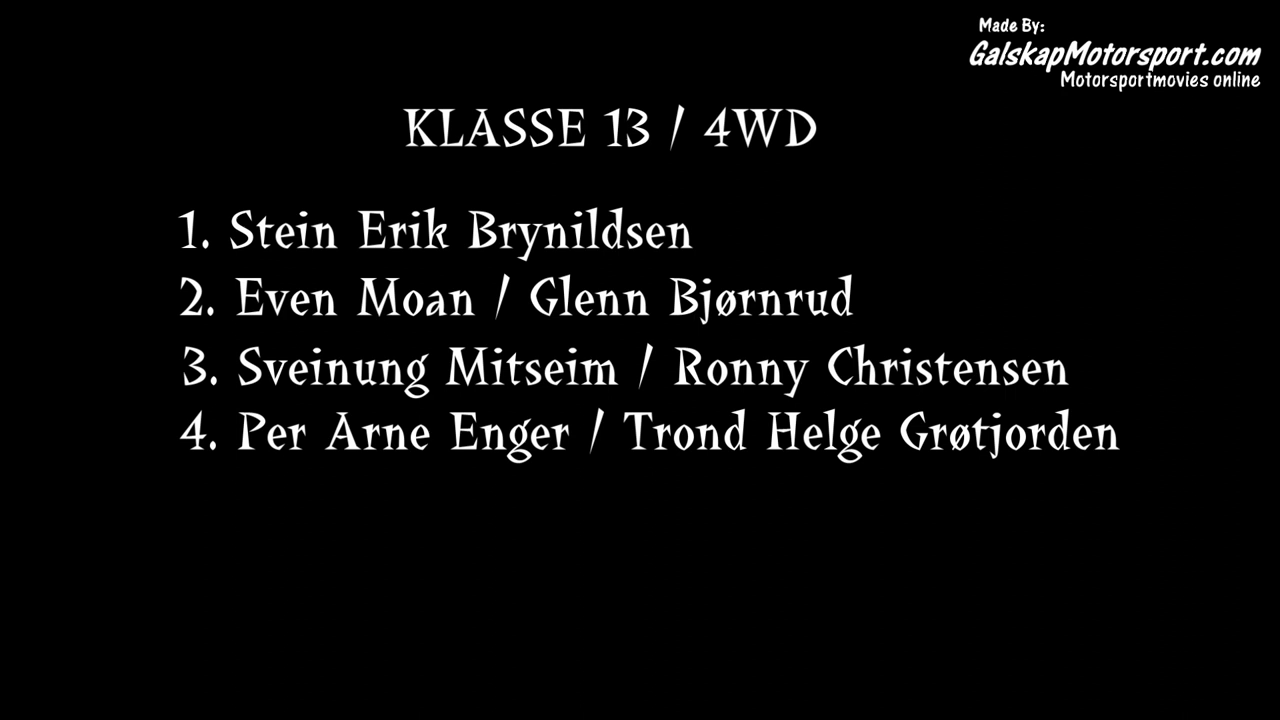 Made By:
GalskapMotorsport.com
Motorsportmovies online
KLASSE 13 / 4WD
1. Stein Erik Brynildsen
2. Even Moan / Glenn Bjørnrud
3. Sveinung Mitseim / Ronny Christensen
4. Per Arne Enger / Trond Helge Grøtjorden